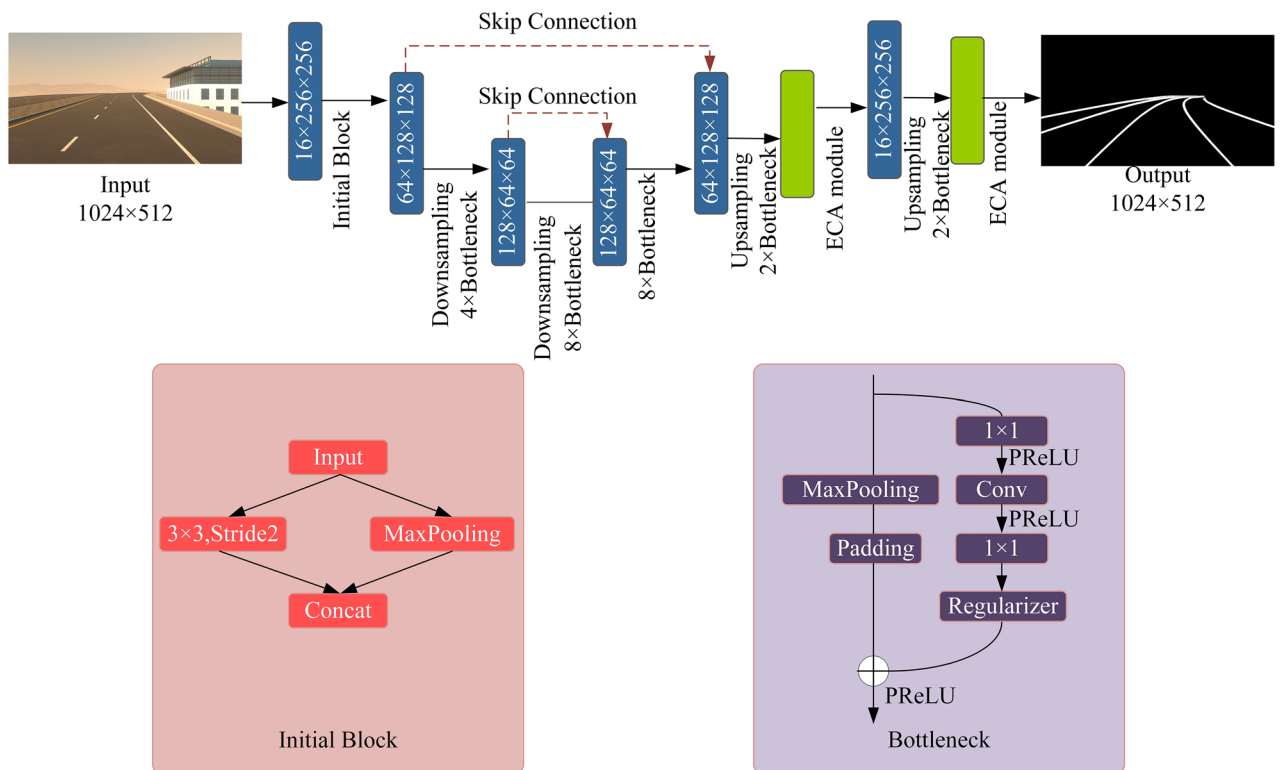 Skip Connection
Skip Connection
Input
1024×512
16×256×256
Initial Block
64×128×128
Downsampling
4×Bottleneck
128×64×64
Downsampling
8×Bottleneck
128×64×64
8×Bottleneck
64×128×128
Upsampling
2×Bottleneck
ECA module
16×256×256
Upsampling
2×Bottleneck
ECA module
Output
1024×512
Input
3×3,Stride2
MaxPooling
Concat
Initial Block
1×1
PReLU
MaxPooling
Conv
PReLU
Padding
1×1
Regularizer
PReLU
Bottleneck